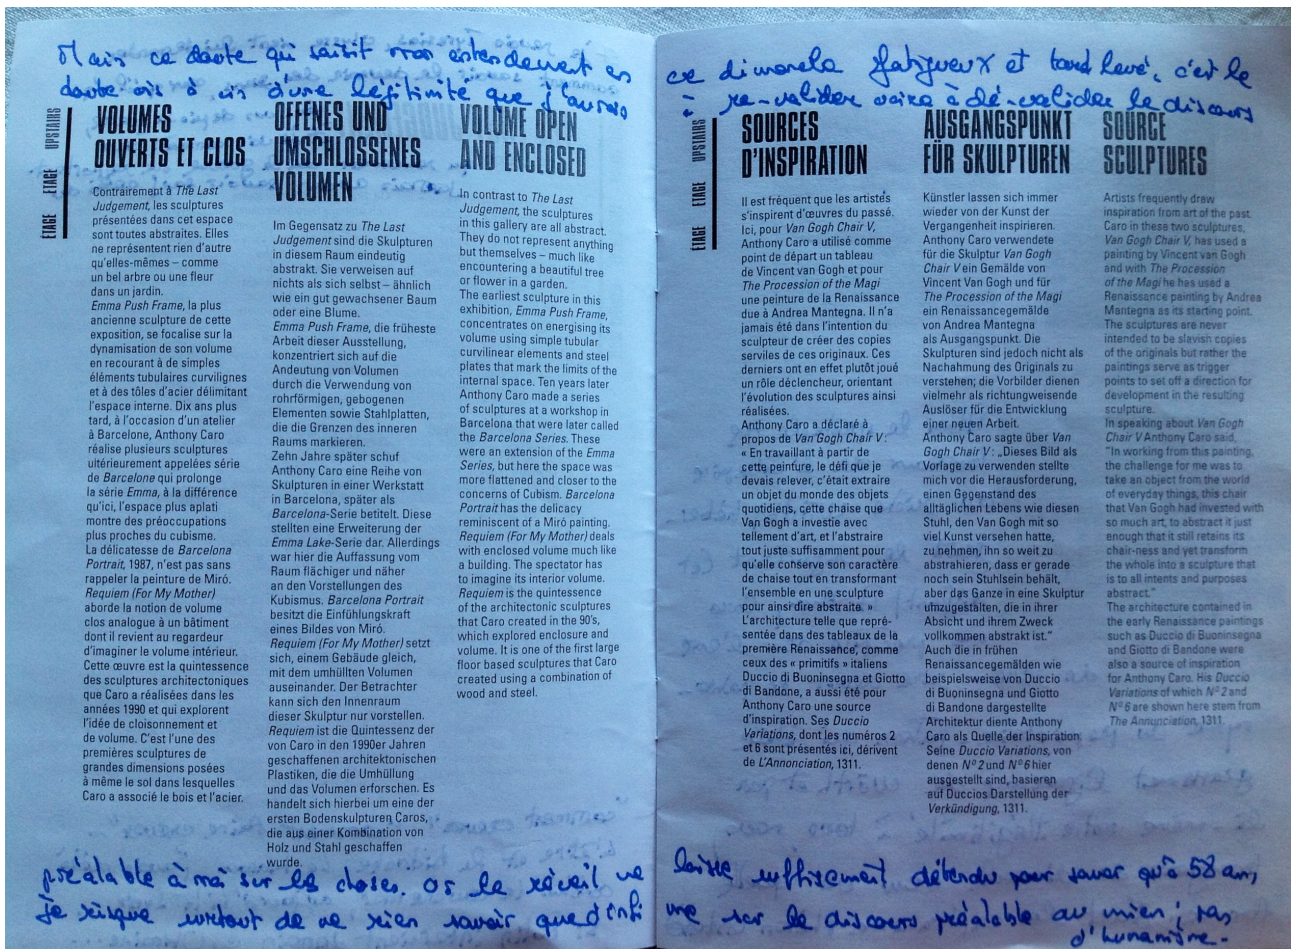 Mais ce doute qui saisit mon entendement en
doute vis à vis d'une légitimité que j'aurais
ETAGE ETAGE UPSTAIRS
VOLUMES
OUVERTS ET CLOS
Contrairement à The Last
Judgement, les sculptures
présentées dans cet espace
sont toutes abstraites. Elles
ne représentent rien d'autre
qu'elles-mêmes – comme
un bel arbre ou une fleur
dans un jardin.
Emma Push Frame, la plus
ancienne sculpture de cette
exposition, se focalise sur la
dynamisation de son volume
en recourant à de simples
éléments tubulaires curvilignes
et à des tôles d'acier délimitant
l'espace interne. Dix ans plus
tard, à l'occasion d'un atelier
à Barcelone, Anthony Caro
réalise plusieurs sculptures
ultérieurement appelées série
de Barcelone qui prolonge
la série Emma, à la différence
qu'ici, l'espace plus aplati
montre des préoccupations
plus proches du cubisme.
La délicatesse de Barcelona
Portrait, 1987, n'est pas sans
rappeler la peinture de Miró.
Requiem (For My Mother)
aborde la notion de volume
clos analogue à un bâtiment
dont il revient au regardeur
d'imaginer le volume intérieur.
Cette œuvre est la quintessence
des sculptures architectoniques
que Caro a réalisées dans les
années 1990 et qui explorent
l'idée de cloisonnement et
de volume. C'est l'une des
premières sculptures de
grandes dimensions posées
à même le sol dans lesquelles
Caro a associé le bois et l'acier.
OFFENES UND
UMSCHLOSSENES
VOLUMEN
Im Gegensatz zu The Last
Judgement sind die Skulpturen
in diesem Raum eindeutig
abstrakt. Sie verweisen auf
nichts als sich selbst – ähnlich
wie ein gut gewachsener Baum
oder eine Blume.
Emma Push Frame, die früheste
Arbeit dieser Ausstellung,
konzentriert sich auf die
Andeutung von Volumen
durch die Verwendung von
rohrförmigen, gebogenen
Elementen sowie Stahlplatten,
die die Grenzen des inneren
Raums markieren.
Zehn Jahre später schuf
Anthony Caro eine Reihe von
Skulpturen in einer Werkstatt
in Barcelona, später als
Barcelona-Serie betitelt. Diese
stellten eine Erweiterung der
Emma Lake-Serie dar. Allerdings
war hier die Auffassung vom
Raum flächiger und näher
an den Vorstellungen des
Kubismus. Barcelona Portrait
besitzt die Einfühlungskraft
eines Bildes von Miró.
Requiem (For My Mother) setzt
sich, einem Gebäude gleich,
mit dem umhüllten Volumen
auseinander. Der Betrachter
kann sich den Innenraum
dieser Skulptur nur vorstellen.
Requiem ist die Quintessenz der
von Caro in den 1990er Jahren
geschaffenen architektonischen
Plastiken, die die Umhüllung
und das Volumen erforschen. Es
handelt sich hierbei um eine der
ersten Bodenskulpturen Caros,
die aus einer Kombination von
Holz und Stahl geschaffen
wurde.
VOLUME OPEN
AND ENCLOSED
In contrast to The Last
Judgement, the sculptures
in this gallery are all abstract.
They do not represent anything
but themselves – much like
encountering a beautiful tree
or flower in a garden.
The earliest sculpture in this
exhibition, Emma Push Frame,
concentrates on energising its
volume using simple tubular
curvilinear elements and steel
plates that mark the limits of the
internal space. Ten years later
Anthony Caro made a series
of sculptures at a workshop in
Barcelona that were later called
the Barcelona Series. These
were an extension of the Emma
Series, but here the space was
more flattened and closer to the
concerns of Cubism. Barcelona
Portrait has the delicacy
reminiscent of a Miró painting.
Requiem (For My Mother) deals
with enclosed volume much like
a building. The spectator has
to imagine its interior volume.
Requiem is the quintessence
of the architectonic sculptures
that Caro created in the 90's,
which explored enclosure and
volume. It is one of the first large
floor based sculptures that Caro
created using a combination of
wood and steel.
préalable à moi sur les choses. Or le réveil me
Je risque surtout de ne rien savoir que d'infi
ce dimanche fatigueux et tard levé, c'est le
à re-valider voire à dé-valider le discours
ETAGE ETAGE UPSTAIRS
SOURCES
D'INSPIRATION
Il est fréquent que les artistes
s'inspirent d'œuvres du passé.
Ici, pour Van Gogh Chair V,
Anthony Caro a utilisé comme
point de départ un tableau
de Vincent van Gogh et pour
The Procession of the Magi
une peinture de la Renaissance
due à Andrea Mantegna. Il n'a
jamais été dans l'intention du
sculpteur de créer des copies
serviles de ces originaux. Ces
derniers ont en effet plutôt joué
un rôle déclencheur, orientant
l'évolution des sculptures ainsi
réalisées.
Anthony Caro a déclaré à
propos de Van Gogh Chair V :
« En travaillant à partir de
cette peinture, le défi que je
devais relever, c'était extraire
un objet du monde des objets
quotidiens, cette chaise que
Van Gogh a investie avec
tellement d'art, et l'abstraire
tout juste suffisamment pour
qu'elle conserve son caractère
de chaise tout en transformant
l'ensemble en une sculpture
pour ainsi dire abstraite. »
L'architecture telle que repré-
sentée dans des tableaux de la
première Renaissance, comme
ceux des « primitifs » italiens
Duccio di Buoninsegna et Giotto
di Bandone, a aussi été pour
Anthony Caro une source
d'inspiration. Ses Duccio
Variations, dont les numéros 2
et 6 sont présentés ici, dérivent
de L'Annonciation, 1311.
AUSGANGSPUNKT
FÜR SKULPTUREN
Künstler lassen sich immer
wieder von der Kunst der
Vergangenheit inspirieren.
Anthony Caro verwendete
für die Skulptur Van Gogh
Chair V ein Gemälde von
Vincent Van Gogh und für
The Procession of the Magi
ein Renaissancegemälde
von Andrea Mantegna
als Ausgangspunkt. Die
Skulpturen sind jedoch nicht als
Nachahmung des Originals zu
verstehen; die Vorbilder dienen
vielmehr als richtungweisende
Auslöser für die Entwicklung
einer neuen Arbeit.
Anthony Caro sagte über Van
Gogh Chair V : „Dieses Bild als
Vorlage zu verwenden stellte
mich vor die Herausforderung,
einen Gegenstand des
alltäglichen Lebens wie diesen
Stuhl, den Van Gogh mit so
viel Kunst versehen hatte,
zu nehmen, ihn so weit zu
abstrahieren, dass er gerade
noch sein Stuhlsein behält,
aber das Ganze in eine Skulptur
umzugestalten, die in ihrer
Absicht und ihrem Zweck
vollkommen abstrakt ist."
Auch die in frühen
Renaissancegemälden wie
beispielsweise von Duccio
di Buoninsegna und Giotto
di Bandone dargestellte
Architektur diente Anthony
Caro als Quelle der Inspiration.
Seine Duccio Variations, von
denen N° 2 und N° 6 hier
ausgestellt sind, basieren
auf Duccios Darstellung der
Verkündigung, 1311.
SOURCE
SCULPTURES
Artists frequently draw
inspiration from art of the past.
Caro in these two sculptures,
Van Gogh Chair V, has used a
painting by Vincent van Gogh
and with The Procession
of the Magi he has used a
Renaissance painting by Andrea
Mantegna as its starting point.
The sculptures are never
intended to be slavish copies
of the originals but rather the
paintings serve as trigger
points to set off a direction for
development in the resulting
sculpture.
In speaking about Van Gogh
Chair V Anthony Caro said,
"In working from this painting,
the challenge for me was to
take an object from the world
of everyday things, this chair
that Van Gogh had invested with
so much art, to abstract it just
enough that it still retains its
chair-ness and yet transform
the whole into a sculpture that
is to all intents and purposes
abstract."
The architecture contained in
the early Renaissance paintings
such as Duccio di Buoninsegna
and Giotto di Bandone were
also a source of inspiration
for Anthony Caro. His Duccio
Variations of which N° 2 and
N° 6 are shown here stem from
The Annunciation, 1311.
laisse suffisement détendu pour savoir qu'à 58 ans,
me sur le discours préalable au mien ; pas
d'humanisme.